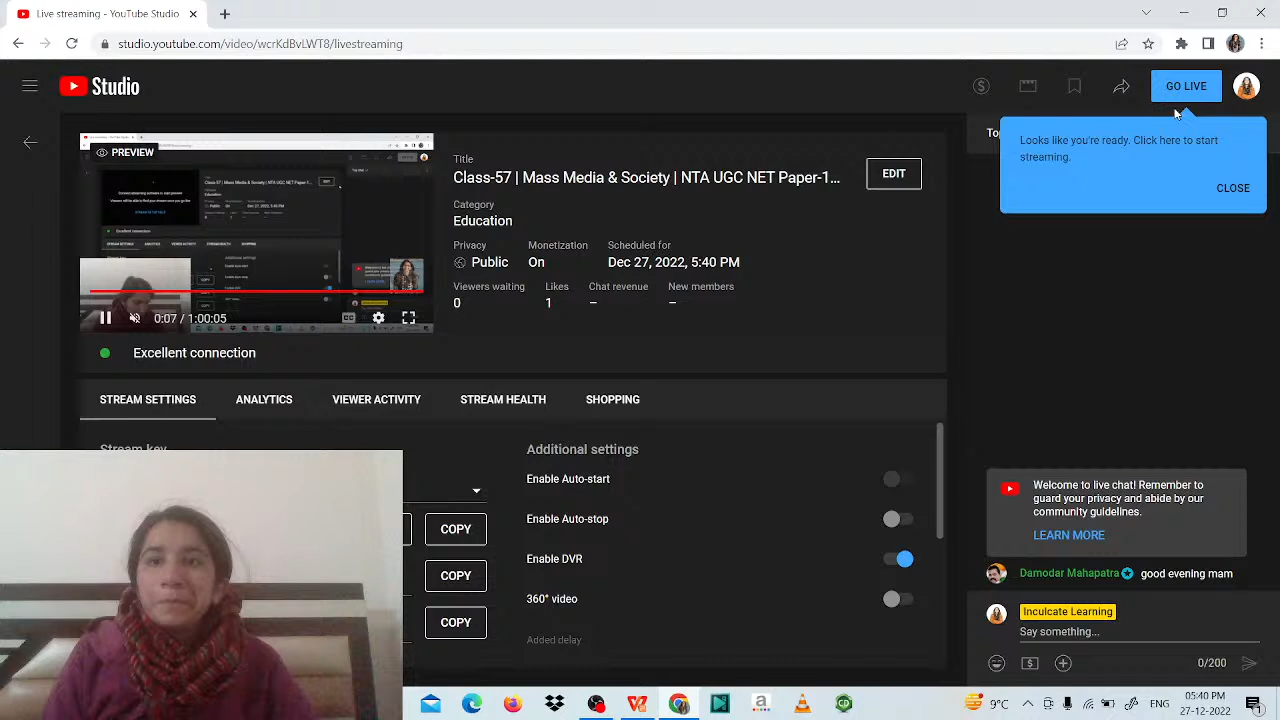 Live streaming - YouTube Studio
studio.youtube.com/video/wcrKdBvLWT8/livestreaming
Studio
GO LIVE
Looks like you're ready. Click here to start
streaming.
CLOSE
PREVIEW
0:07 / 1:00:05
Excellent connection
Title
Class-57 | Mass Media & Society | NTA UGC NET Paper-1...
EDIT
Category
Education
Privacy
Monetization
Scheduled for
Public
On
Dec 27, 2022, 5:40 PM
Likes
0
1
–
–
STREAM SETTINGS
ANALYTICS
VIEWER ACTIVITY
STREAM HEALTH
SHOPPING
Stream key
COPY
COPY
COPY
Additional settings
Enable Auto-start
Enable Auto-stop
Enable DVR
360° video
Added delay
Welcome to live chat! Remember to
guard your privacy and abide by our
community guidelines.
LEARN MORE
Damodar Mahapatra good evening mam
Inculcate Learning
Say something...
0/200
9°C
ENG
05:40 PM
27-12-2022